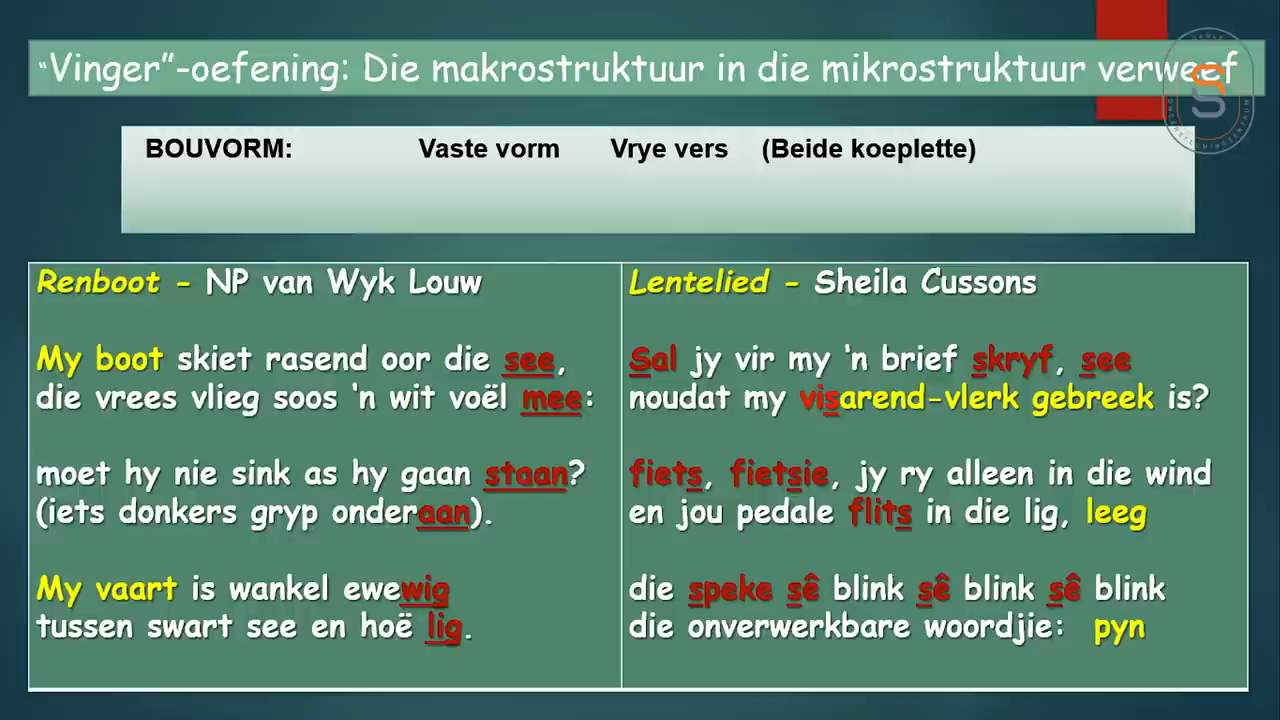 “Vinger”-oefening: Die makrostruktuur in die mikrostruktuur verweef
BOUVORM: Vaste vorm Vrye vers (Beide koeplette)
Renboot - NP van Wyk Louw
My boot skiet rasend oor die see,
die vrees vlieg soos ‘n wit voël mee:
moet hy nie sink as hy gaan staan?
(iets donkers gryp onderaan).
My vaart is wankel ewewig
tussen swart see en hoë lig.
Lentelied - Sheila Cussons
Sal jy vir my ‘n brief skryf, see
noudat my visarend-vlerk gebreek is?
fiets, fietsie, jy ry alleen in die wind
en jou pedale flits in die lig, leeg
die speke sê blink sê blink sê blink
die onverwerkbare woordjie: pyn